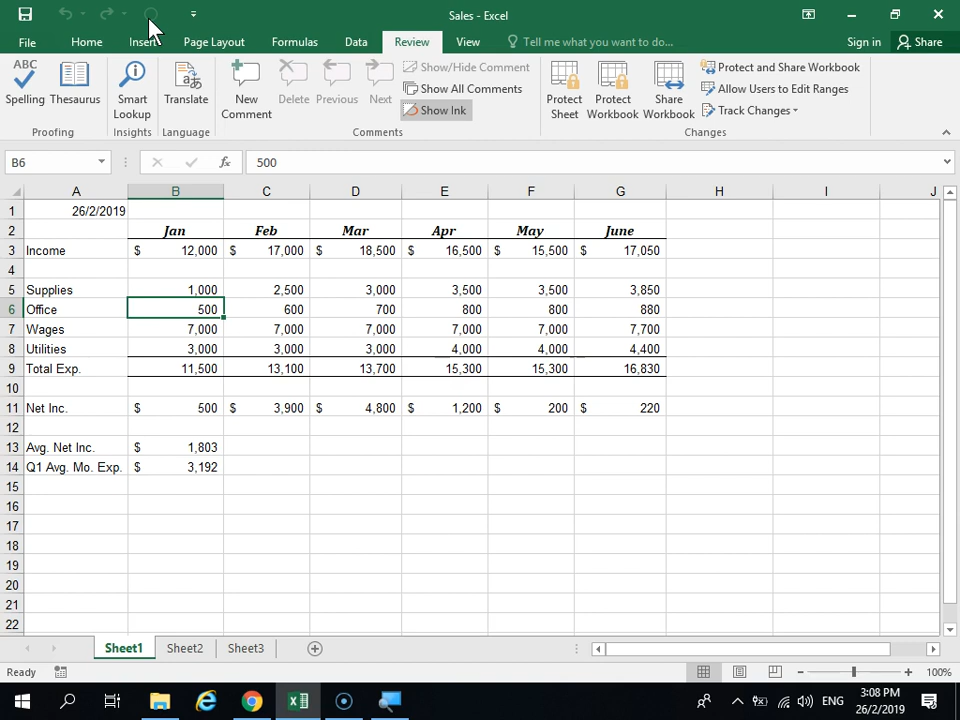 Sales - Excel
File Home Insert Page Layout Formulas Data Review View Tell me what you want to do... Sign in Share
ABC
Spelling Thesaurus Smart Lookup Translate New Comment Delete Previous Next Show/Hide Comment Show All Comments Show Ink Protect Sheet Protect Workbook Share Workbook Protect and Share Workbook Allow Users to Edit Ranges Track Changes
Proofing Insights Language Comments Changes
B6 fx 500
A B C D E F G H I J
1 26/2/2019
2 Jan Feb Mar Apr May June
3 Income $ 12,000 $ 17,000 $ 18,500 $ 16,500 $ 15,500 $ 17,050
4
5 Supplies 1,000 2,500 3,000 3,500 3,500 3,850
6 Office 500 600 700 800 800 880
7 Wages 7,000 7,000 7,000 7,000 7,000 7,700
8 Utilities 3,000 3,000 3,000 4,000 4,000 4,400
9 Total Exp. 11,500 13,100 13,700 15,300 15,300 16,830
10
11 Net Inc. $ 500 $ 3,900 $ 4,800 $ 1,200 $ 200 $ 220
12
13 Avg. Net Inc. $ 1,803
14 Q1 Avg. Mo. Exp. $ 3,192
15
16
17
18
19
20
21
22
Sheet1 Sheet2 Sheet3
Ready 100%
ENG 3:08 PM
26/2/2019